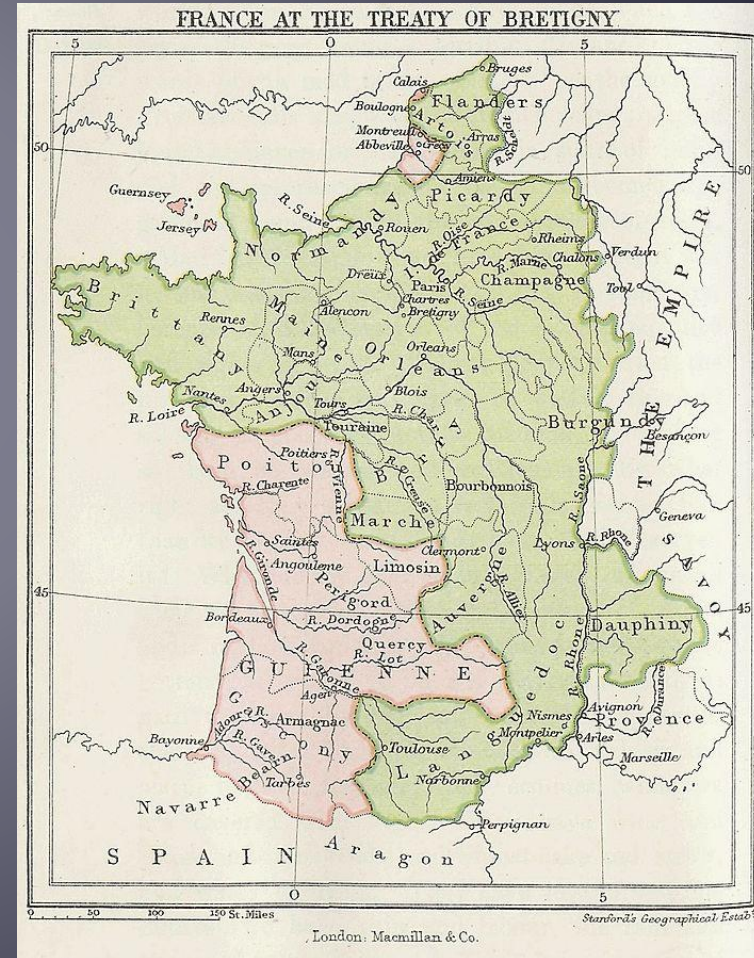 FRANCE AT THE TREATY OF BRETIGNY
5
0
5
Bruges
Calais
Flanders
Boulogne
Artois
Montreuil
Arras
R. Scheldt
Abbeville
Crecy
50
50
Amiens
Picardy
Guernsey
R. Seine
Jersey
Normandy
Rouen
R. Oise
I. de France
Rheims
R. Marne
Chalons
Verdun
Dreux
Paris
Champagne
Toul
Brittany
Chartres
R. Seine
Bretigny
Maine
Alencon
Rennes
Orleans
Mans
Orleans
THE EMPIRE
Angers
Blois
Nantes
Anjou
Tours
R. Cher
R. Loire
Touraine
Burgundy
Besançon
Poitiers
Poitou
R. Vienne
Berry
R. Creuse
Bourbonnois
R. Saone
R. Charente
Geneva
Marche
Saintes
Clermont
Lyons
R. Rhone
SAVOY
Angouleme
Limosin
R. Gironde
Perigord
Auvergne
R. Allier
45
45
Bordeaux
R. Dordogne
Dauphiny
Quercy
R. Lot
GUIENNE
R. Garonne
R. Rhone
Agen
Languedoc
R. Durance
Gascony
Avignon
Adour R.
Armagnac
Nismes
Provence
Bayonne
R. Gave
Montpelier
Arles
Toulouse
Bearn
Marseille
Tarbes
Narbonne
Navarre
Perpignan
SPAIN
Aragon
0
5
0 50 100 150 St. Miles
Stanford's Geographical Estabt
London: Macmillan & Co.